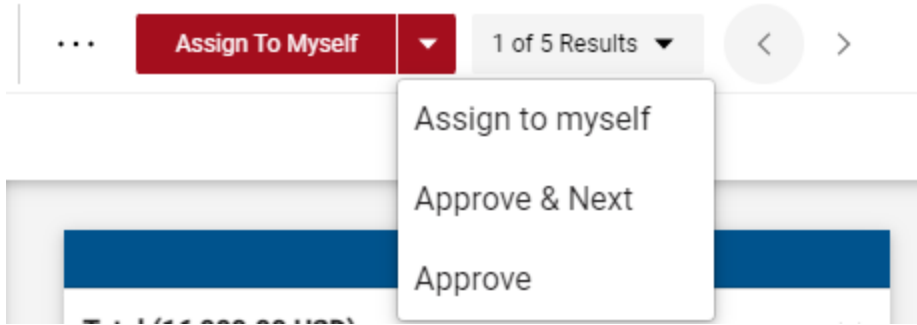 ... Assign To Myself 1 of 5 Results < >
Assign to myself
Approve & Next
Approve